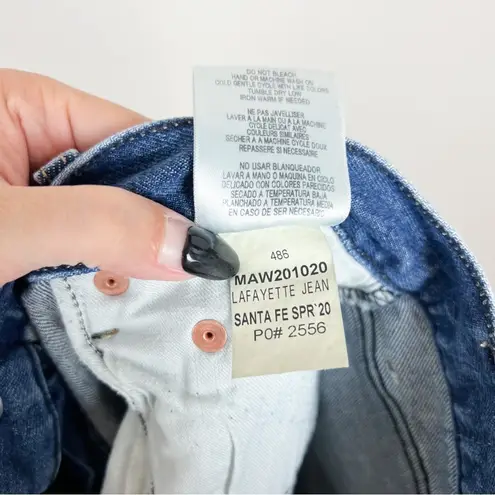 DO NOT BLEACH
HAND OR MACHINE WASH ON
COLD GENTLE CYCLE WITH LIKE COLORS
TUMBLE DRY LOW
IRON WARM IF NEEDED
NE PAS JAVELLISER
LAVER A LA MAIN OU A LA MACHINE
CYCLE DELICAT AVEC
COULEURS SIMILAIRES
SECHER A A MACHINE CYCLE DOUX
REPASSERE SI NECESSAIRE
NO USAR BLANQUEADOR
LAVAR A MANO O MAQUINA EN CICLO
DELICADO CON COLORES PARECIDOS
SECADO A TEMPERATURA BAJA
PLANCHADO A TEMPERATURA MEDIA
EN CASO DE SER NECESARIO
486
MAW201020
LAFAYETTE JEAN
SANTA FE SPR'20
PO# 2556